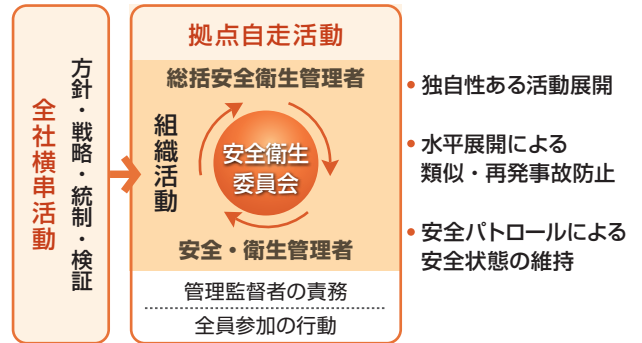 全社横串活動
方針・戦略・統制・検証
拠点自走活動
総括安全衛生管理者
組織活動
安全衛生
委員会
安全・衛生管理者
管理監督者の責務
全員参加の行動
• 独自性ある活動展開
• 水平展開による
類似・再発事故防止
• 安全パトロールによる
安全状態の維持